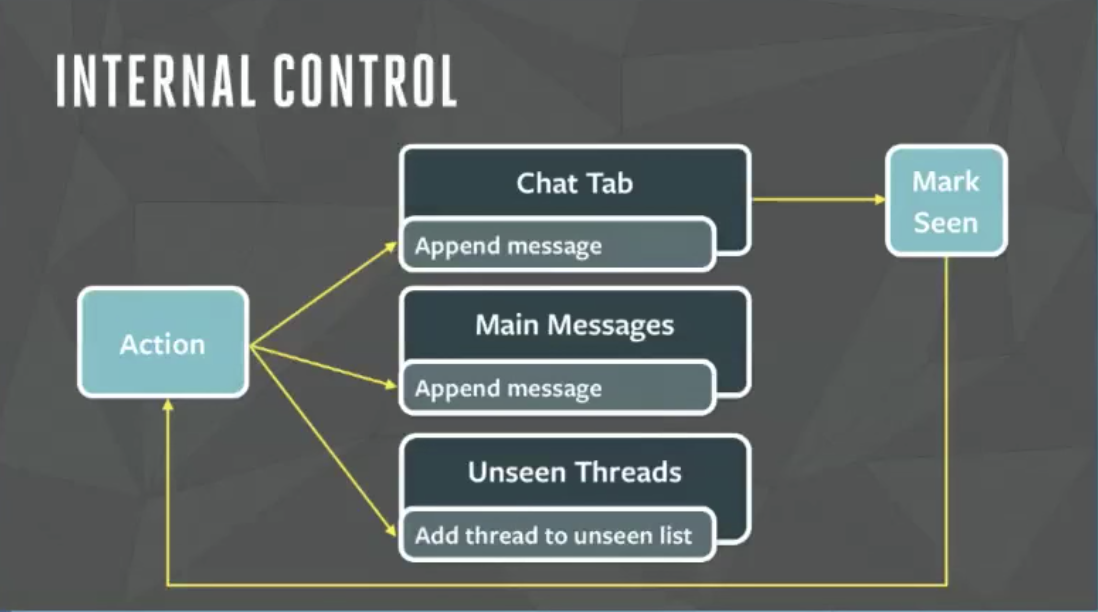 INTERNAL CONTROL
Chat Tab
Append message
Mark
Seen
Action
Main Messages
Append message
Unseen Threads
Add thread to unseen list